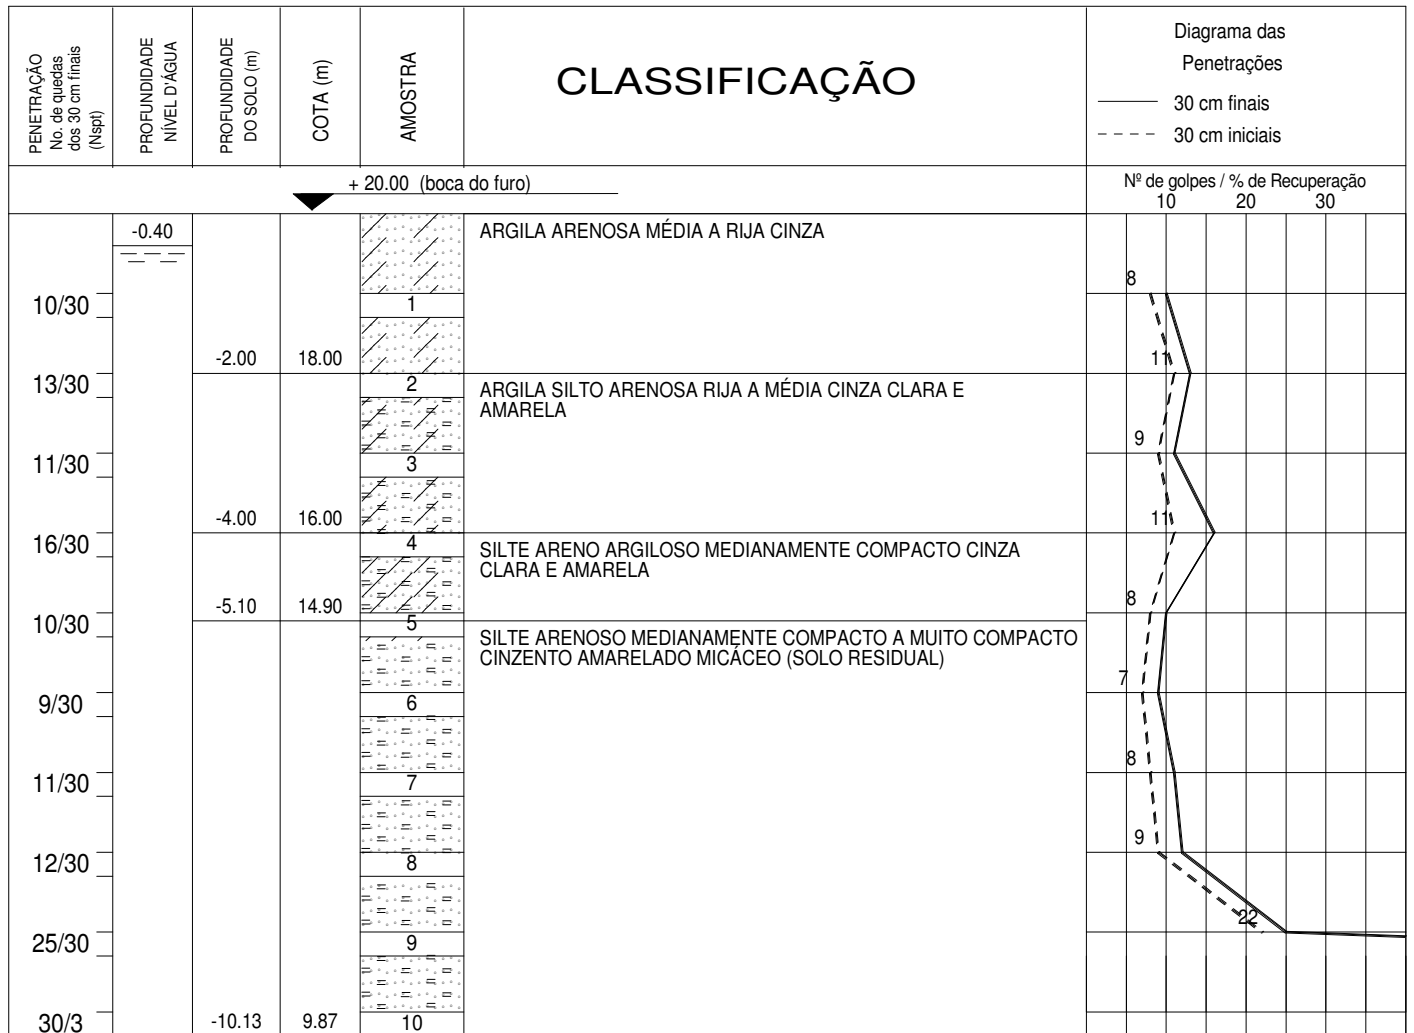 PENETRAÇÃO
No. de quedas
dos 30 cm finais
(Nspt)
PROFUNDIDADE
NÍVEL D'ÁGUA
PROFUNDIDADE
DO SOLO (m)
COTA (m)
AMOSTRA
CLASSIFICAÇÃO
Diagrama das
Penetrações
30 cm finais
30 cm iniciais
+ 20.00 (boca do furo)
Nº de golpes / % de Recuperação
10 20 30
-0.40
ARGILA ARENOSA MÉDIA A RIJA CINZA
8
10/30 1
-2.00 18.00 11
13/30 2
ARGILA SILTO ARENOSA RIJA A MÉDIA CINZA CLARA E
AMARELA
9
11/30 3
-4.00 16.00 11
16/30 4
SILTE ARENO ARGILOSO MEDIANAMENTE COMPACTO CINZA
CLARA E AMARELA
-5.10 14.90 8
10/30 5
SILTE ARENOSO MEDIANAMENTE COMPACTO A MUITO COMPACTO
CINZENTO AMARELADO MICÁCEO (SOLO RESIDUAL)
7
9/30 6
8
11/30 7
9
12/30 8
22
25/30 9
30/3 -10.13 9.87 10